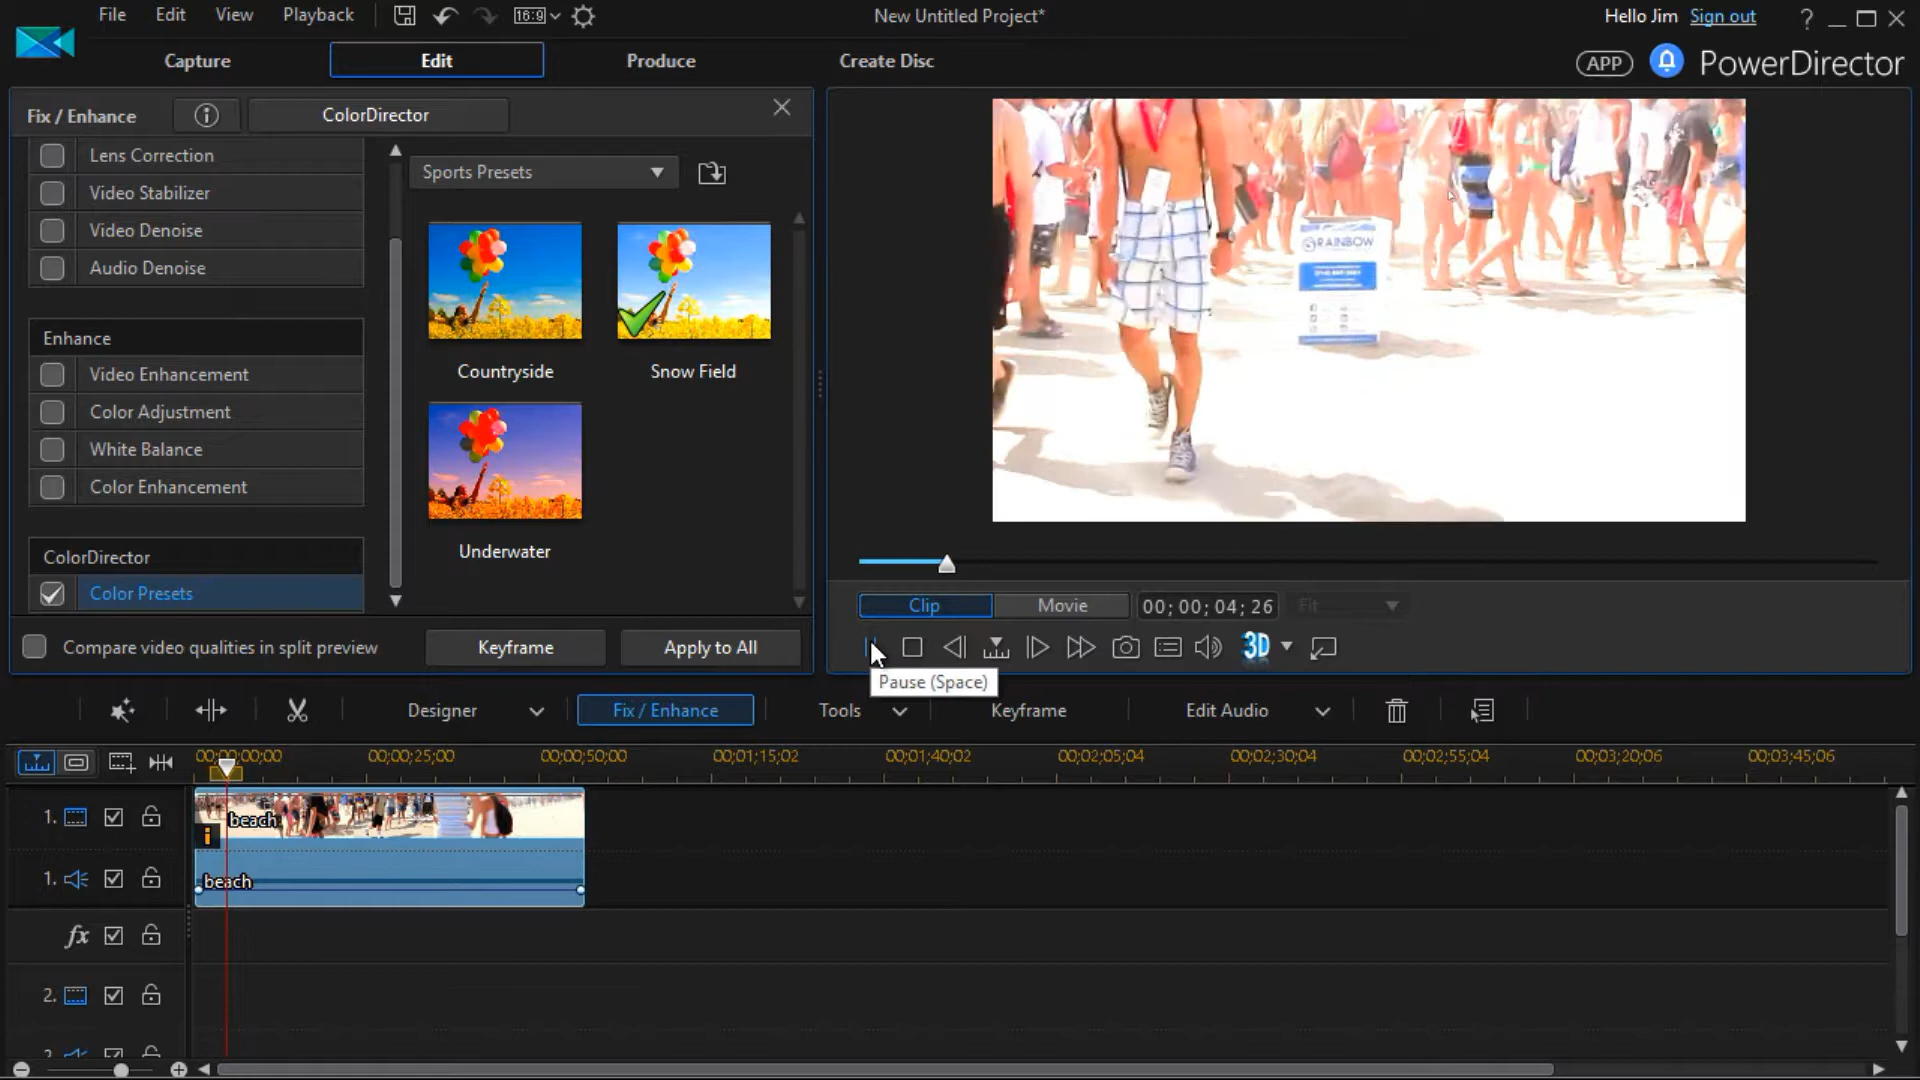 File Edit View Playback 16:9 New Untitled Project* Hello Jim Sign out ?
Capture Edit Produce Create Disc APP PowerDirector
Fix / Enhance i ColorDirector
Lens Correction
Video Stabilizer
Video Denoise
Audio Denoise
Enhance
Video Enhancement
Color Adjustment
White Balance
Color Enhancement
ColorDirector
Color Presets
Sports Presets
Countryside Snow Field
Underwater
Compare video qualities in split preview Keyframe Apply to All
RAINBOW
Clip Movie 00; 00; 04; 26 Fit
3D
Pause (Space)
Designer Fix / Enhance Tools Keyframe Edit Audio
00;00;00;00 00;00;25;00 00;00;50;00 00;01;15;02 00;01;40;02 00;02;05;04 00;02;30;04 00;02;55;04 00;03;20;06 00;03;45;06
1. beach
i
1. beach
fx
2.
2.